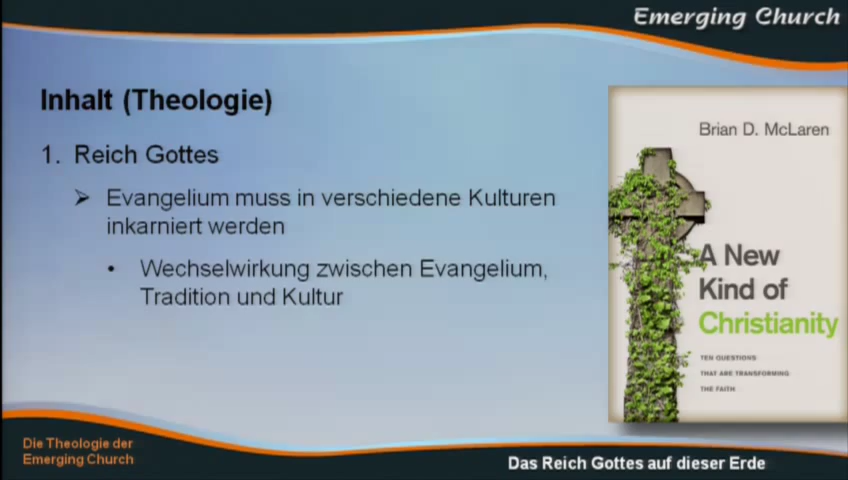 Emerging Church
Inhalt (Theologie)
1. Reich Gottes
➢ Evangelium muss in verschiedene Kulturen
inkarniert werden
• Wechselwirkung zwischen Evangelium,
Tradition und Kultur
Brian D. McLaren
A New
Kind of
Christianity
TEN QUESTIONS
THAT ARE TRANSFORMING
THE FAITH
Die Theologie der
Emerging Church
Das Reich Gottes auf dieser Erde